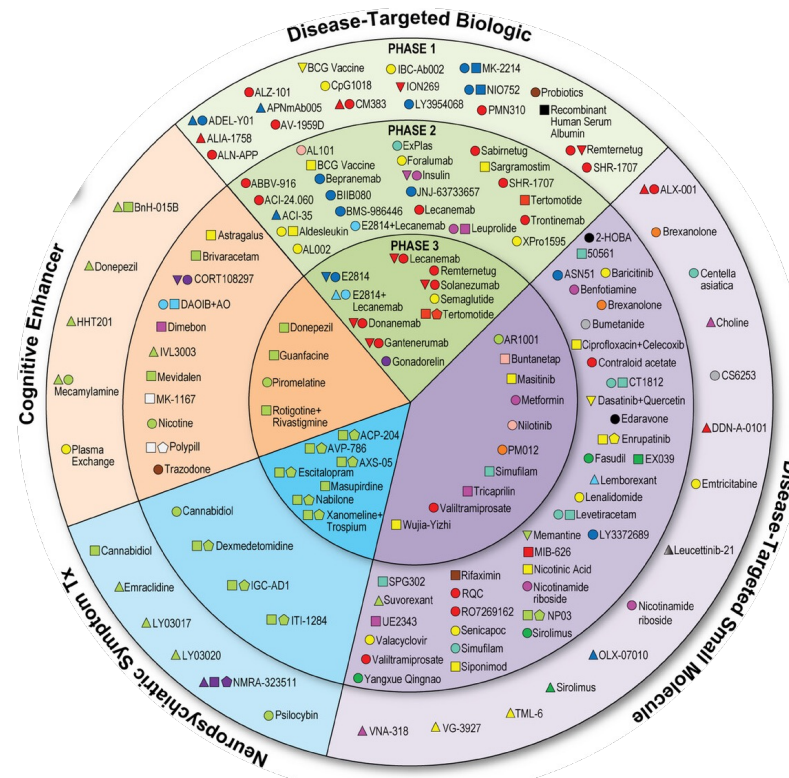 Disease-Targeted Biologic
PHASE 1
BCG Vaccine
IBC-Ab002
MK-2214
ALZ-101
CpG1018
ION269
NIO752
Probiotics
APNmAb005
CM383
LY3954068
PMN310
Recombinant
Human Serum
Albumin
ADEL-Y01
AV-1959D
ALIA-1758
ALN-APP
Remternetug
SHR-1707
PHASE 2
AL101
ExPlas
Sabirnetug
BCG Vaccine
Foralumab
Sargramostim
ABBV-916
Bepranemab
Insulin
SHR-1707
ACI-24.060
BIIB080
JNJ-63733657
Tertomotide
ACI-35
BMS-986446
Lecanemab
Trontinemab
Aldesleukin
E2814+Lecanemab
Leuprolide
AL002
XPro1595
PHASE 3
Lecanemab
E2814
Remternetug
Solanezumab
E2814+
Lecanemab
Semaglutide
Tertomotide
Donanemab
Gantenerumab
Gonadorelin
Cognitive Enhancer
BnH-015B
Donepezil
HHT201
Mecamylamine
Plasma
Exchange
Astragalus
Brivaracetam
CORT108297
DAOIB+AO
Dimebon
IVL3003
Mevidalen
MK-1167
Nicotine
Polypill
Trazodone
Donepezil
Guanfacine
Piromelatine
Rotigotine+
Rivastigmine
Neuropsychiatric Symptom Tx
ACP-204
AVP-786
AXS-05
Escitalopram
Masupirdine
Nabilone
Xanomeline+
Trospium
Cannabidiol
Dexmedetomidine
IGC-AD1
ITI-1284
Cannabidiol
Emraclidine
LY03017
LY03020
NMRA-323511
Psilocybin
Disease-Targeted Small Molecule
AR1001
Buntanetap
Masitinib
Metformin
Nilotinib
PM012
Simufilam
Tricaprilin
Valiltramiprosate
Wujia-Yizhi
2-HOBA
50561
ASN51
Baricitinib
Benfotiamine
Brexanolone
Bumetanide
Ciprofloxacin+Celecoxib
Contraloid acetate
CT1812
Dasatinib+Quercetin
Edaravone
Enrupatinib
Fasudil
EX039
Lemborexant
Lenalidomide
Levetiracetam
Memantine
LY3372689
MIB-626
Nicotinic Acid
Nicotinamide
riboside
NP03
Sirolimus
SPG302
Rifaximin
Suvorexant
RQC
UE2343
RO7269162
Valacyclovir
Senicapoc
Simufilam
Valiltramiprosate
Siponimod
Yangxue Qingnao
ALX-001
Brexanolone
Centella
asiatica
Choline
CS6253
DDN-A-0101
Emtricitabine
Leucettinib-21
Nicotinamide
riboside
OLX-07010
Sirolimus
TML-6
VG-3927
VNA-318